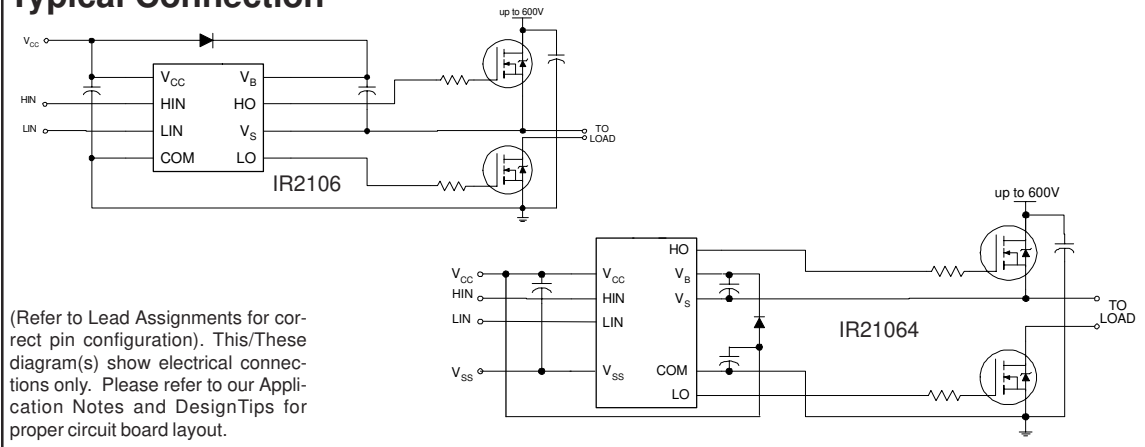 Typical Connection
up to 600V
VCC
VCC
VB
HIN
HIN
HO
LIN
LIN
VS
TO
LOAD
COM
LO
IR2106
up to 600V
HO
VCC
VCC
VB
HIN
HIN
VS
TO
LOAD
LIN
LIN
IR21064
VSS
VSS
COM
LO
(Refer to Lead Assignments for cor-
rect pin configuration). This/These
diagram(s) show electrical connec-
tions only. Please refer to our Appli-
cation Notes and DesignTips for
proper circuit board layout.